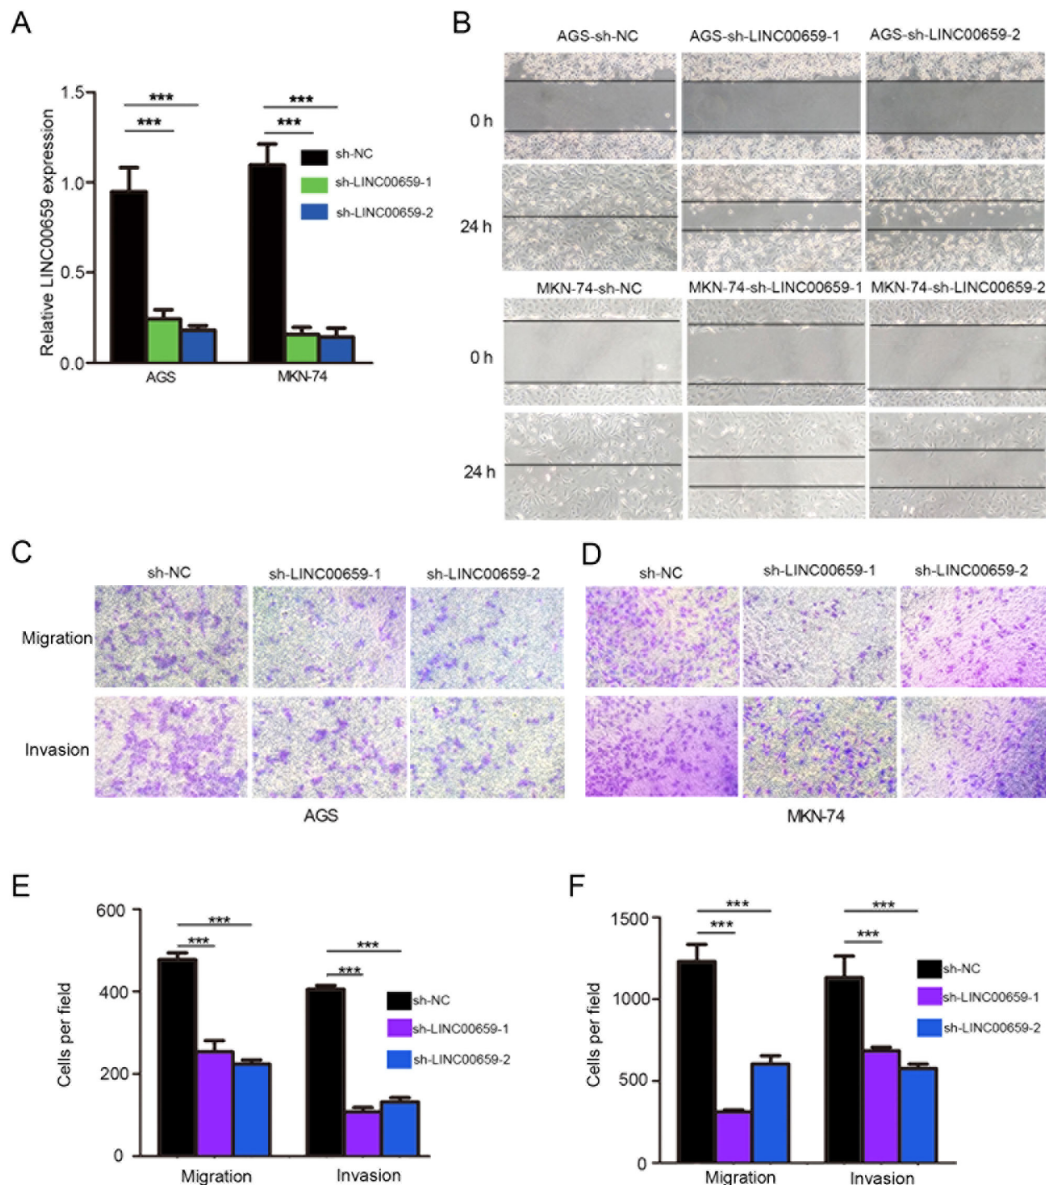 A
Relative LINC00659 expression
1.5
1.0
0.5
0.0
***
***
***
***
sh-NC
sh-LINC00659-1
sh-LINC00659-2
AGS
MKN-74
B
AGS-sh-NC
AGS-sh-LINC00659-1
AGS-sh-LINC00659-2
0 h
24 h
MKN-74-sh-NC
MKN-74-sh-LINC00659-1
MKN-74-sh-LINC00659-2
0 h
24 h
C
sh-NC
sh-LINC00659-1
sh-LINC00659-2
Migration
Invasion
AGS
D
sh-NC
sh-LINC00659-1
sh-LINC00659-2
MKN-74
E
Cells per field
600
400
200
0
***
***
***
***
sh-NC
sh-LINC00659-1
sh-LINC00659-2
Migration
Invasion
F
Cells per field
1500
1000
500
0
***
***
***
***
sh-NC
sh-LINC00659-1
sh-LINC00659-2
Migration
Invasion